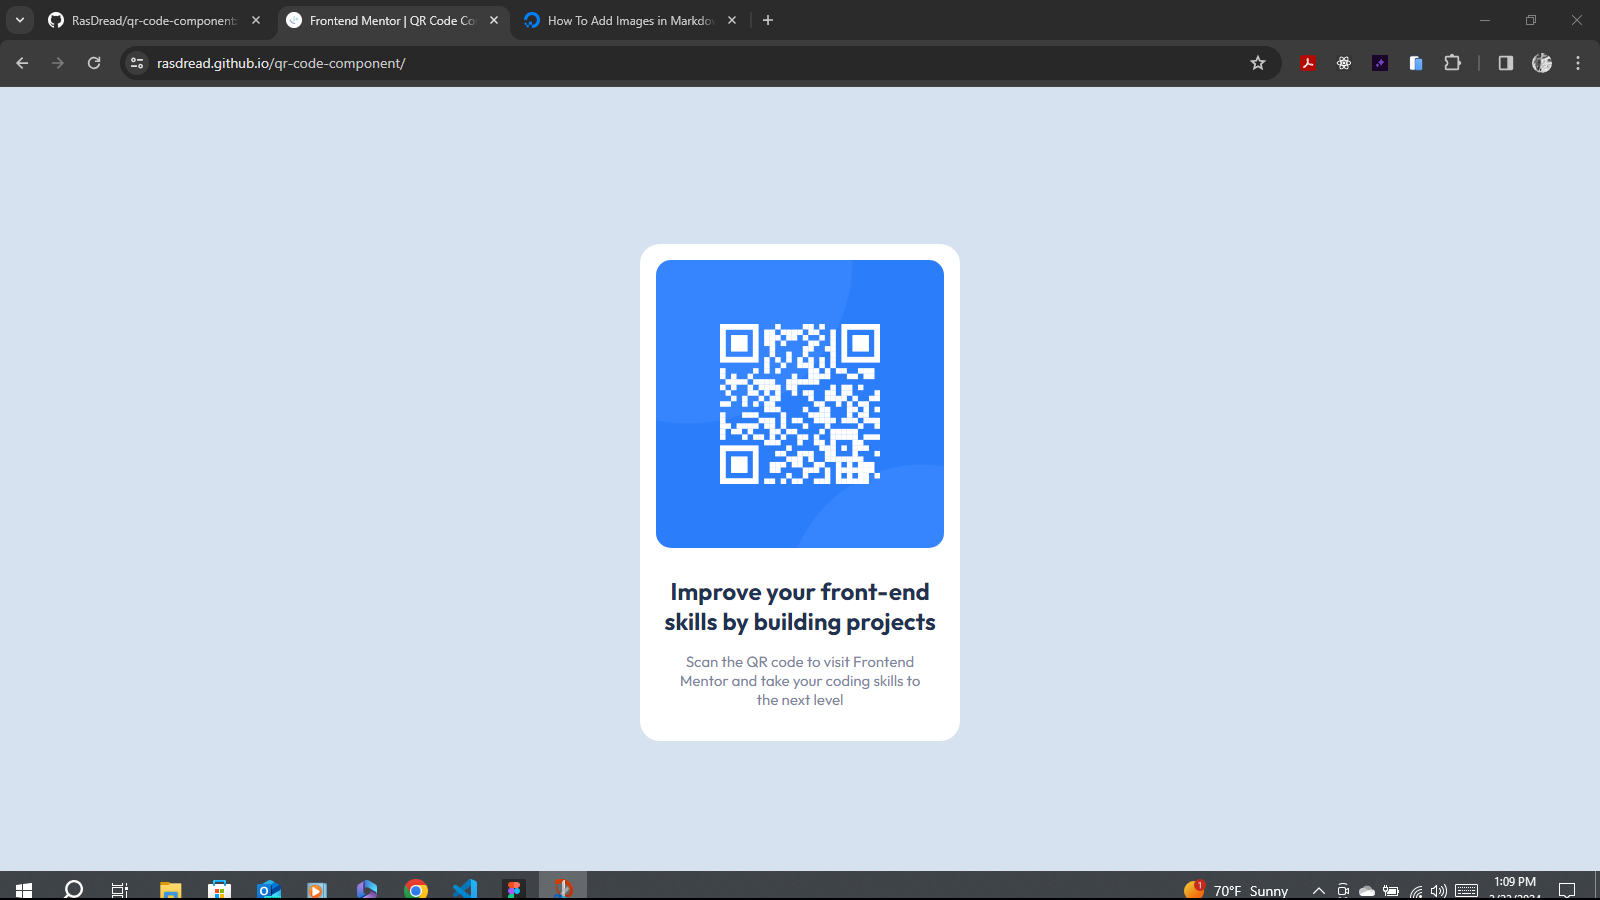 RasDread/qr-code-component:
Frontend Mentor | QR Code Co
How To Add Images in Markdo
rasdread.github.io/qr-code-component/
Improve your front-end
skills by building projects
Scan the QR code to visit Frontend
Mentor and take your coding skills to
the next level
1
70°F Sunny
1:09 PM